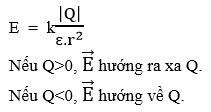 E = k|Q|/ε.r²
Nếu Q>0, E⃗ hướng ra xa Q.
Nếu Q<0, E⃗ hướng về Q.